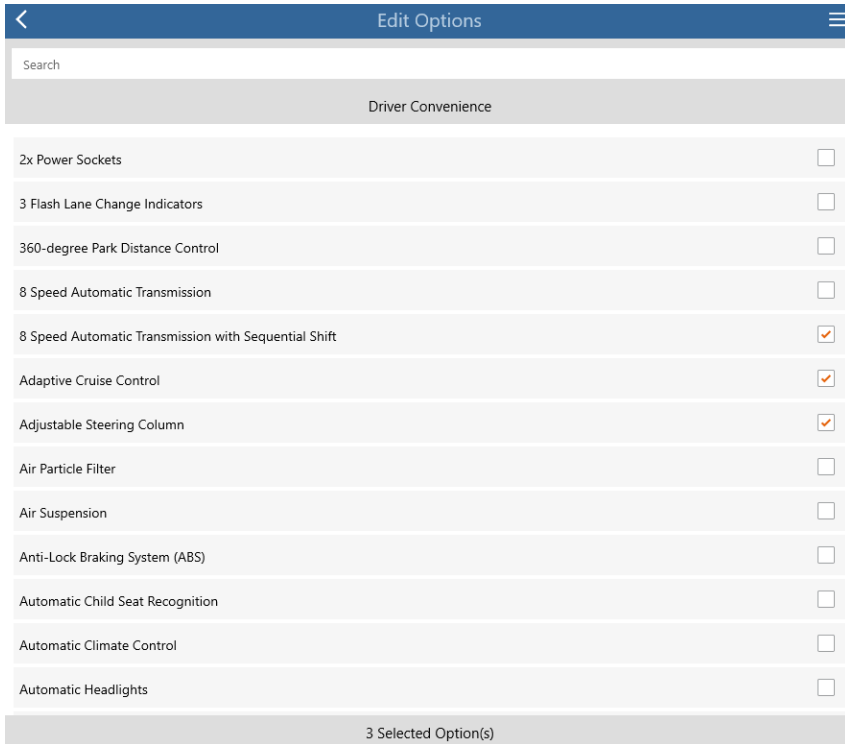 Edit Options
Search
Driver Convenience
2x Power Sockets
3 Flash Lane Change Indicators
360-degree Park Distance Control
8 Speed Automatic Transmission
8 Speed Automatic Transmission with Sequential Shift
Adaptive Cruise Control
Adjustable Steering Column
Air Particle Filter
Air Suspension
Anti-Lock Braking System (ABS)
Automatic Child Seat Recognition
Automatic Climate Control
Automatic Headlights
3 Selected Option(s)